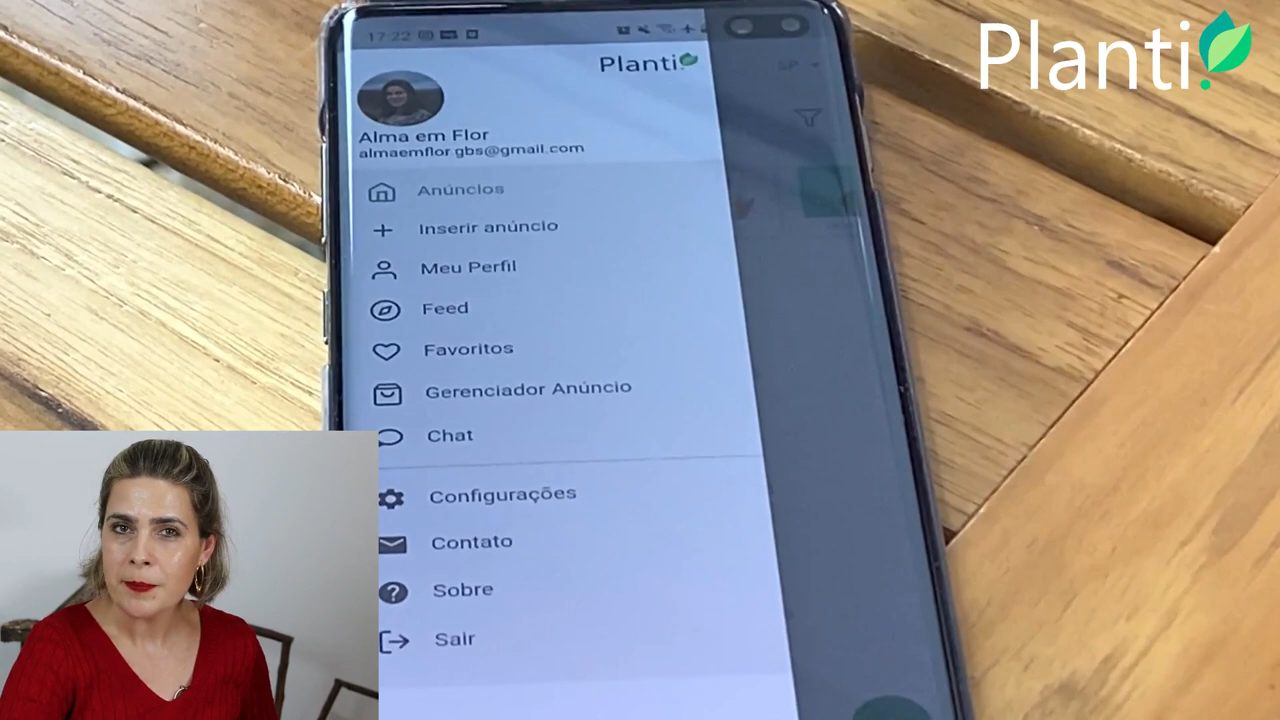 17:22
Planti
Planti
SP
Alma em Flor
almaemflor.gbs@gmail.com
Anúncios
Inserir anúncio
Meu Perfil
Feed
Favoritos
Gerenciador Anúncio
Chat
Configurações
Contato
Sobre
Sair